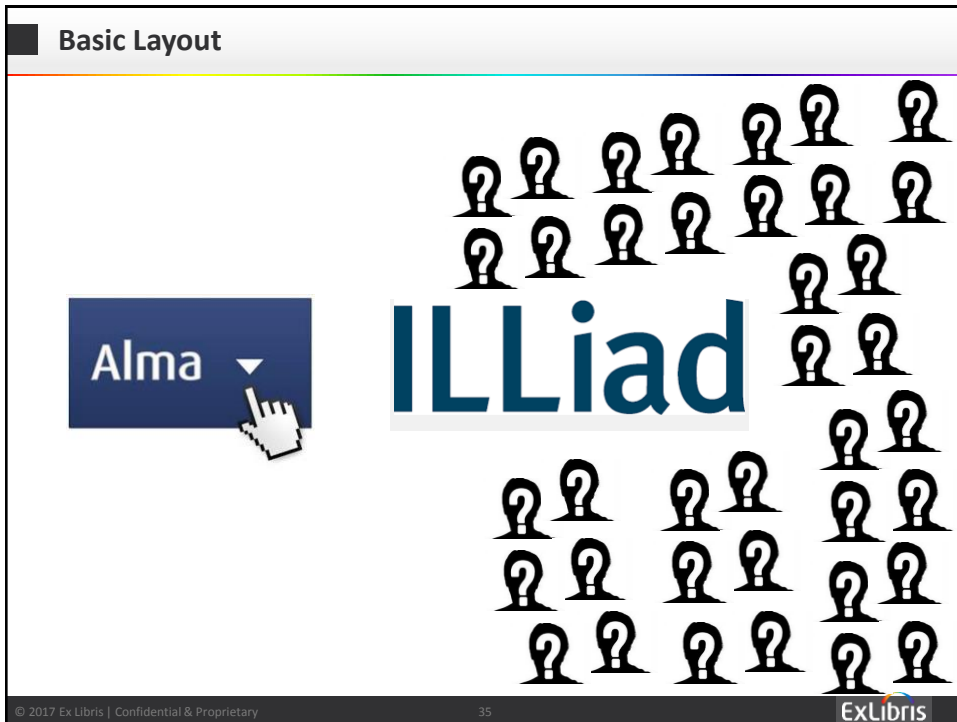 Basic Layout
Alma
ILLiad
© 2017 Ex Libris | Confidential & Proprietary
35
ExLibris